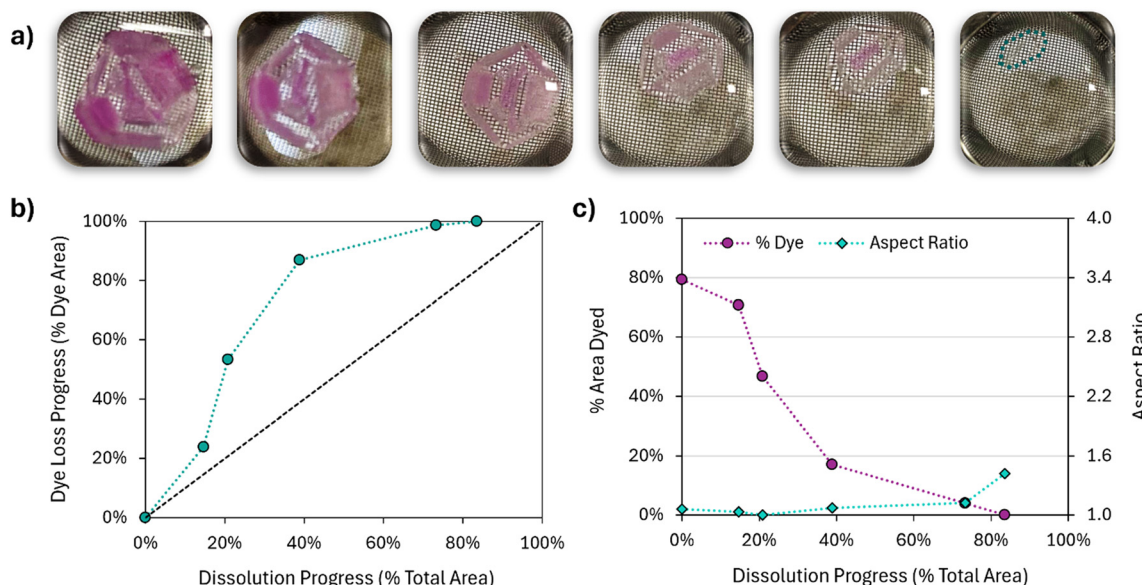 a)
b)
100%
80%
60%
40%
20%
0%
Dye Loss Progress (% Dye Area)
0% 20% 40% 60% 80% 100%
Dissolution Progress (% Total Area)
c)
100%
80%
60%
40%
20%
0%
% Area Dyed
% Dye Aspect Ratio
4.0
3.4
2.8
2.2
1.6
1.0
Aspect Ratio
0% 20% 40% 60% 80% 100%
Dissolution Progress (% Total Area)